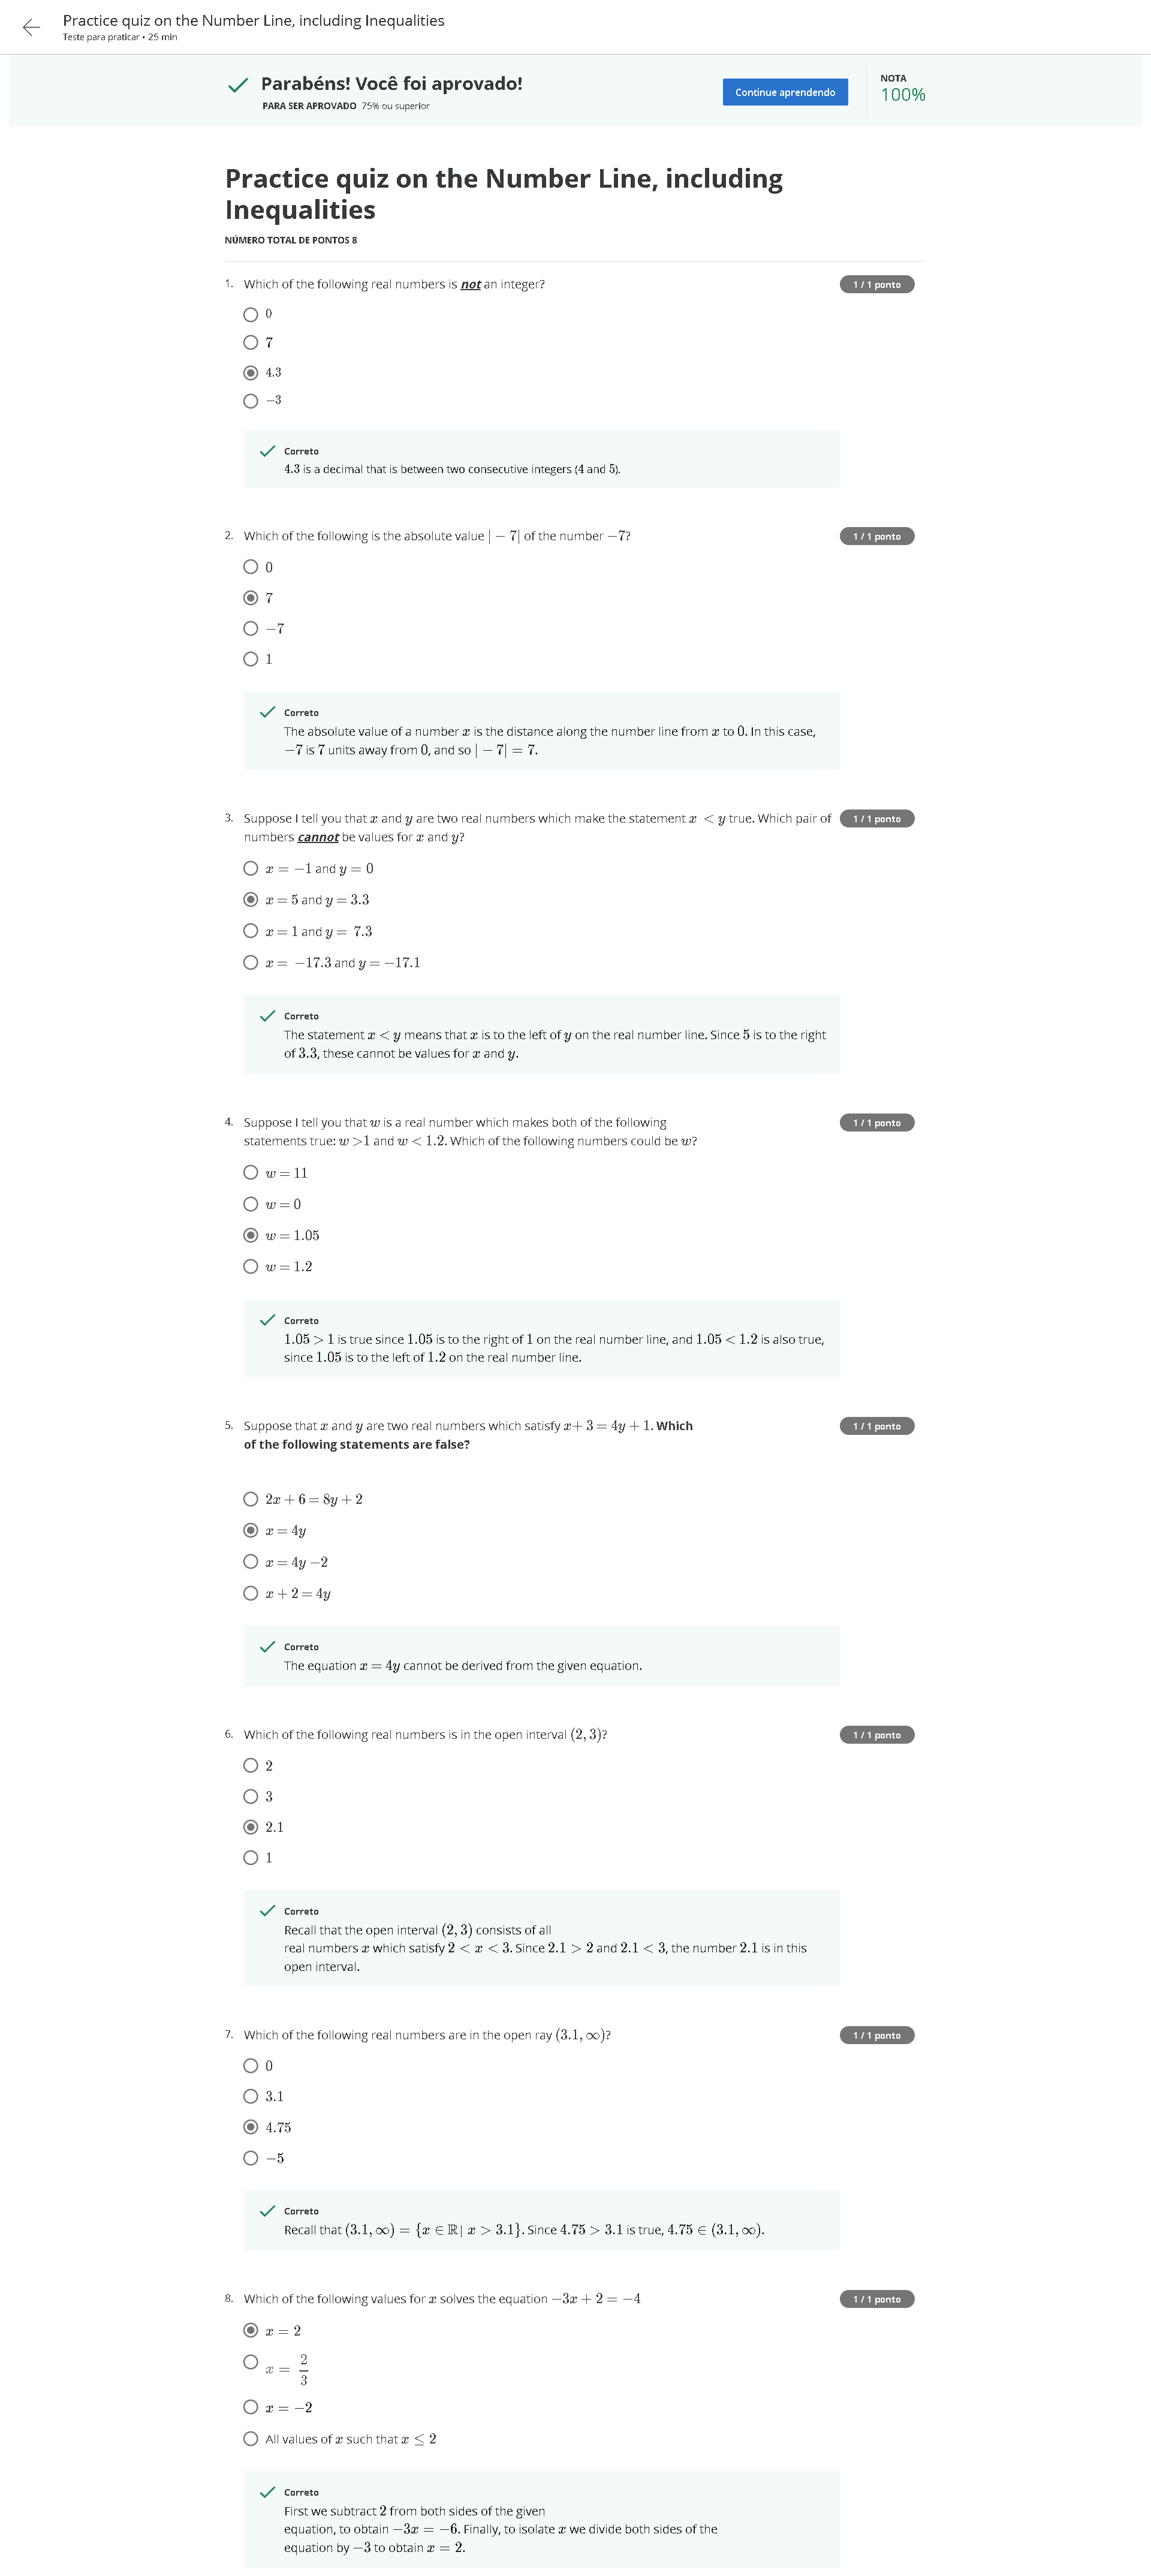 Practice quiz on the Number Line, including Inequalities
Teste para praticar • 25 min
Parabéns! Você foi aprovado!
PARA SER APROVADO 75% ou superior
Continue aprendendo
NOTA
100%
Practice quiz on the Number Line, including
Inequalities
NÚMERO TOTAL DE PONTOS 8
1. Which of the following real numbers is not an integer?
1 / 1 ponto
0
7
4.3
−3
Correto
4.3 is a decimal that is between two consecutive integers (4 and 5).
2. Which of the following is the absolute value | − 7| of the number −7?
1 / 1 ponto
0
7
−7
1
Correto
The absolute value of a number x is the distance along the number line from x to 0. In this case,
−7 is 7 units away from 0, and so | − 7| = 7.
3. Suppose I tell you that x and y are two real numbers which make the statement x < y true. Which pair of
1 / 1 ponto
numbers cannot be values for x and y?
x = −1 and y = 0
x = 5 and y = 3.3
x = 1 and y = 7.3
x = −17.3 and y = −17.1
Correto
The statement x < y means that x is to the left of y on the real number line. Since 5 is to the right
of 3.3, these cannot be values for x and y.
4. Suppose I tell you that w is a real number which makes both of the following
1 / 1 ponto
statements true: w >1 and w < 1.2. Which of the following numbers could be w?
w = 11
w = 0
w = 1.05
w = 1.2
Correto
1.05 > 1 is true since 1.05 is to the right of 1 on the real number line, and 1.05 < 1.2 is also true,
since 1.05 is to the left of 1.2 on the real number line.
5. Suppose that x and y are two real numbers which satisfy x+ 3 = 4y + 1. Which
1 / 1 ponto
of the following statements are false?
2x + 6 = 8y + 2
x = 4y
x = 4y −2
x + 2 = 4y
Correto
The equation x = 4y cannot be derived from the given equation.
6. Which of the following real numbers is in the open interval (2, 3)?
1 / 1 ponto
2
3
2.1
1
Correto
Recall that the open interval (2, 3) consists of all
real numbers x which satisfy 2 < x < 3. Since 2.1 > 2 and 2.1 < 3, the number 2.1 is in this
open interval.
7. Which of the following real numbers are in the open ray (3.1, ∞)?
1 / 1 ponto
0
3.1
4.75
−5
Correto
Recall that (3.1, ∞) = {x ∈ ℝ| x > 3.1}. Since 4.75 > 3.1 is true, 4.75 ∈ (3.1, ∞).
8. Which of the following values for x solves the equation −3x + 2 = −4
1 / 1 ponto
x = 2
x = 2/3
x = −2
All values of x such that x ≤ 2
Correto
First we subtract 2 from both sides of the given
equation, to obtain −3x = −6. Finally, to isolate x we divide both sides of the
equation by −3 to obtain x = 2.